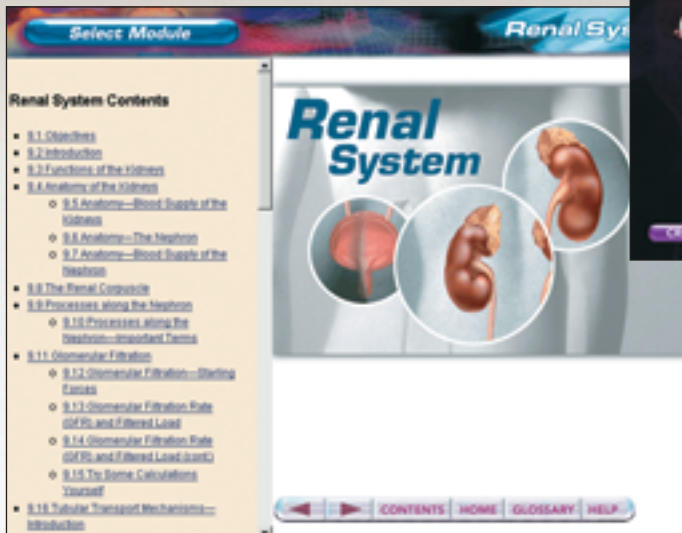 Select Module
Renal Sys
Renal System Contents
9.1 Objectives
9.2 Introduction
9.3 Functions of the Kidneys
9.4 Anatomy of the Kidneys
9.5 Anatomy—Blood Supply of the
Kidneys
9.6 Anatomy—The Nephron
9.7 Anatomy—Blood Supply of the
Nephron
9.8 The Renal Corpuscle
9.9 Processes along the Nephron
9.10 Processes along the
Nephron—Important Terms
9.11 Glomerular Filtration
9.12 Glomerular Filtration—Starling
Forces
9.13 Glomerular Filtration Rate
(GFR) and Filtered Load
9.14 Glomerular Filtration Rate
(GFR) and Filtered Load (cont.)
9.15 Try Some Calculations
Yourself
9.16 Tubular Transport Mechanisms—
Introduction
Renal
System
CONTENTS HOME GLOSSARY HELP